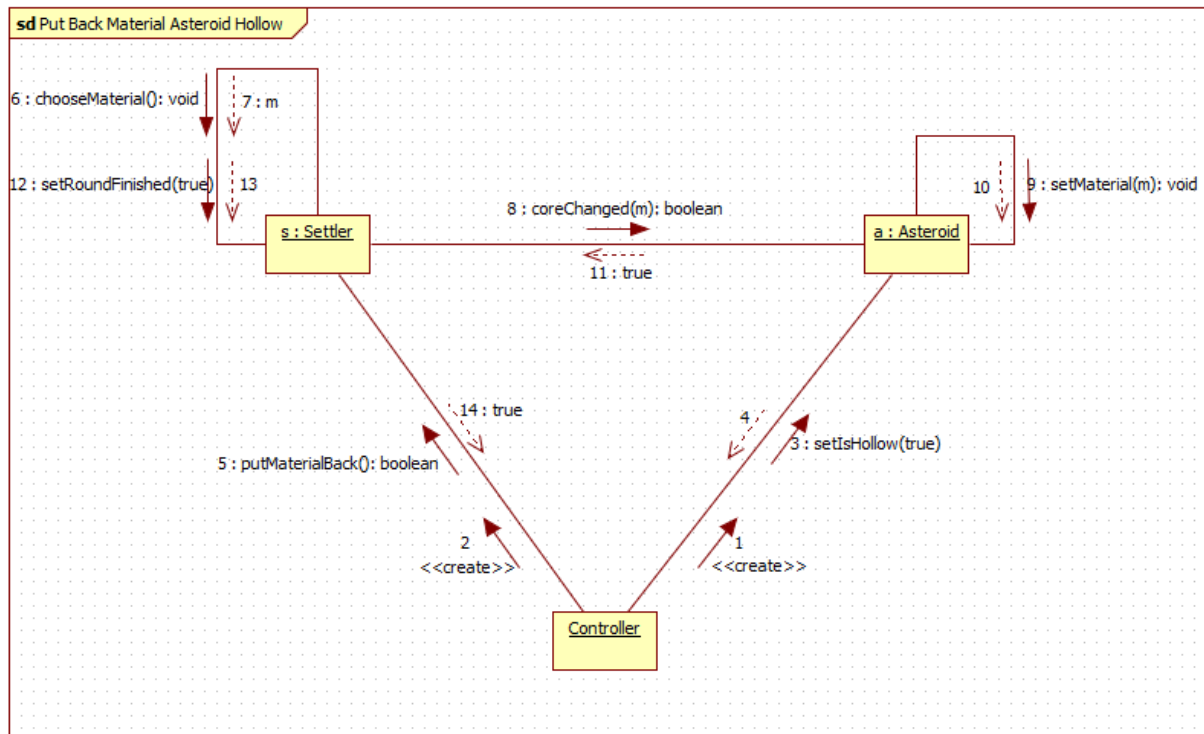 sd Put Back Material Asteroid Hollow
6 : chooseMaterial(): void
7 : m
12 : setRoundFinished(true)
13
10
9 : setMaterial(m): void
8 : coreChanged(m): boolean
s : Settler
a : Asteroid
11 : true
14 : true
4
3 : setIsHollow(true)
5 : putMaterialBack(): boolean
2
<<create>>
1
<<create>>
Controller